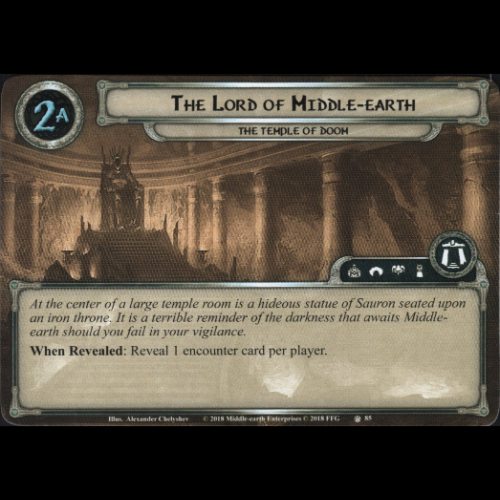 2A
THE LORD OF MIDDLE-EARTH
THE TEMPLE OF DOOM
At the center of a large temple room is a hideous statue of Sauron seated upon
an iron throne. It is a terrible reminder of the darkness that awaits Middle-
earth should you fail in your vigilance.
When Revealed: Reveal 1 encounter card per player.
Illus. Alexander Chelyshev © 2018 Middle-earth Enterprises © 2018 FFG 85